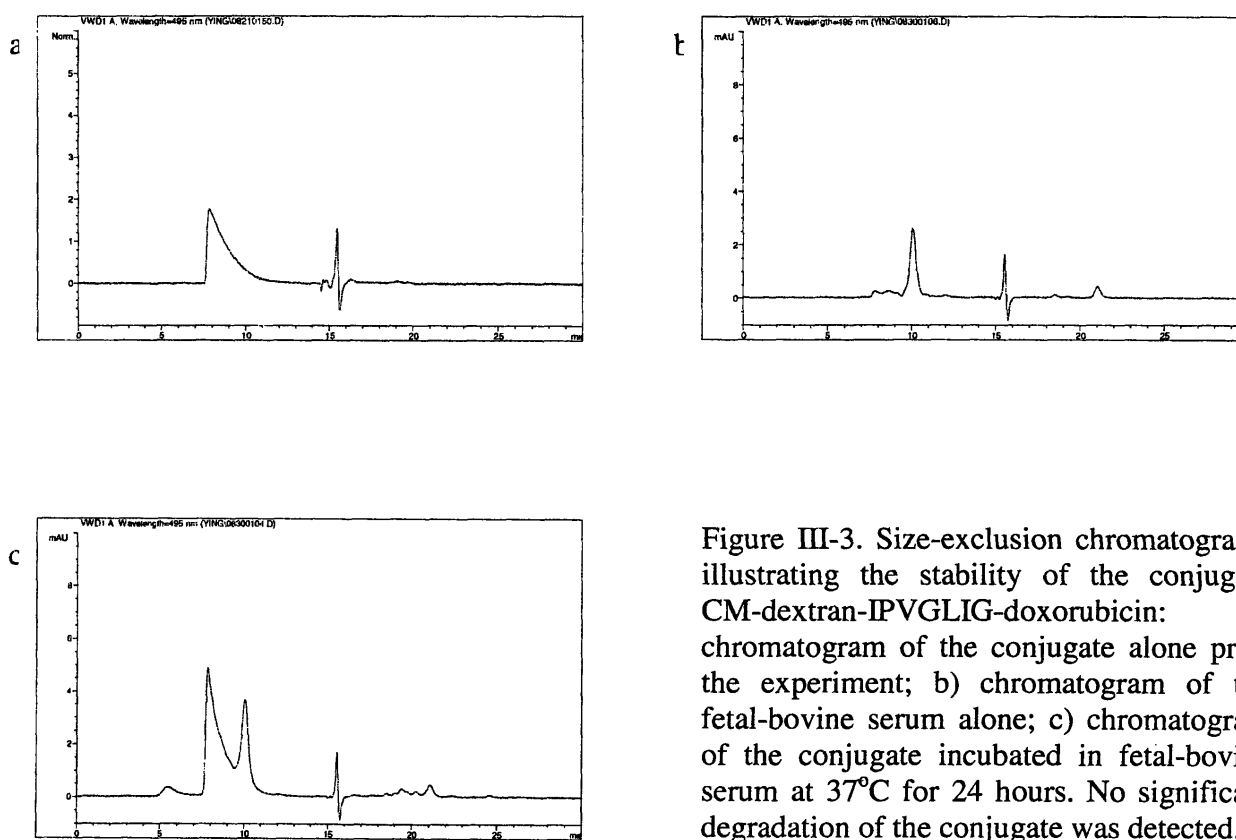 a
VWD1 A, Wavelength=495 nm (YING\08210150.D)
Norm.
5
4
3
2
1
0
0 5 10 15 20 25 min
b
VWD1 A, Wavelength=495 nm (YING\08300106.D)
mAU
8
6
4
2
0
0 5 10 15 20 25
c
VWD1 A, Wavelength=495 nm (YING\08300104.D)
mAU
8
6
4
2
0
0 5 10 15 20 25 min
Figure III-3. Size-exclusion chromatogra
illustrating the stability of the conjug
CM-dextran-IPVGLIG-doxorubicin:
chromatogram of the conjugate alone pr
the experiment; b) chromatogram of t
fetal-bovine serum alone; c) chromatogra
of the conjugate incubated in fetal-bovi
serum at 37°C for 24 hours. No significa
degradation of the conjugate was detected.